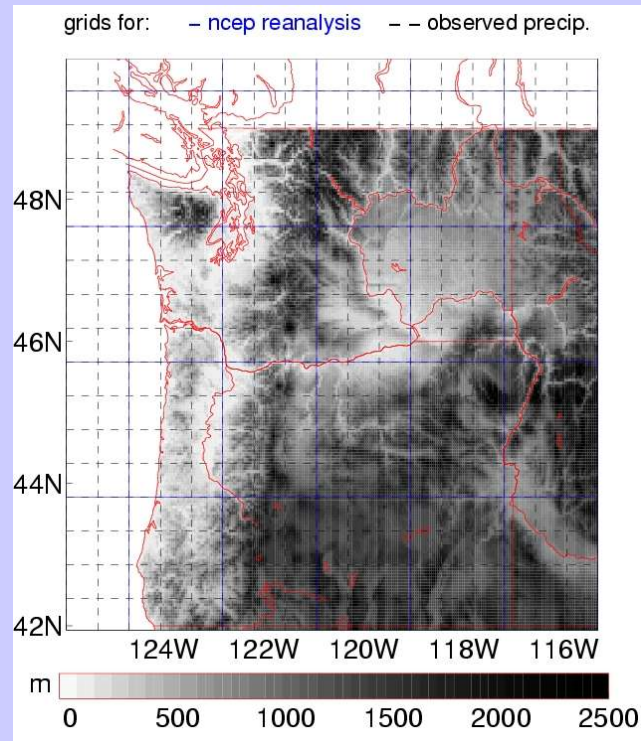 grids for: – ncep reanalysis – – observed precip.
48N
46N
44N
42N
124W 122W 120W 118W 116W
m
0 500 1000 1500 2000 2500